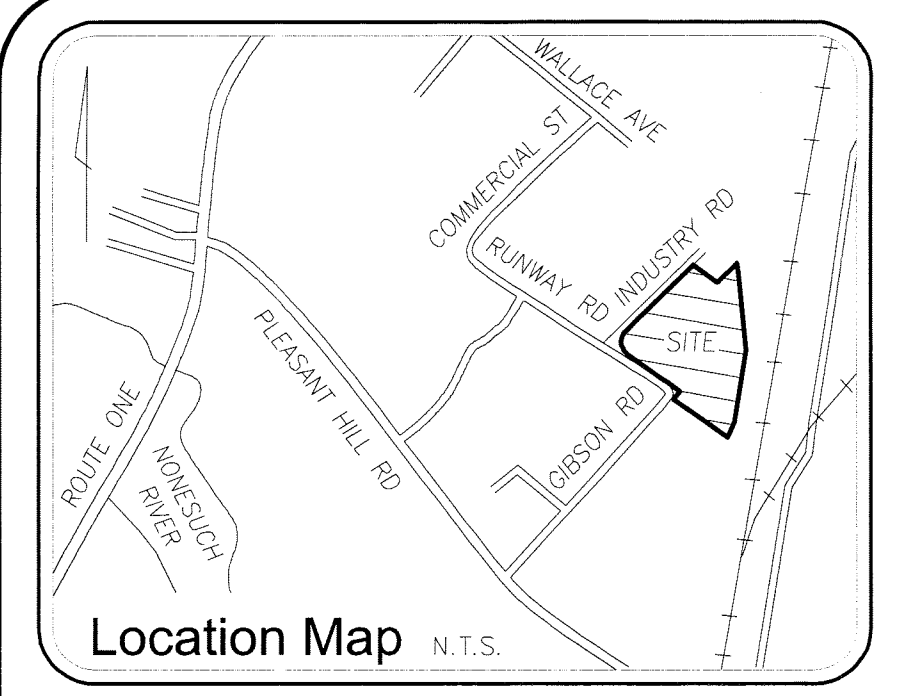 WALLACE AVE
COMMERCIAL ST
RUNWAY RD
INDUSTRY RD
PLEASANT HILL RD
SITE
GIBSON RD
ROUTE ONE
NONESUCH
RIVER
Location Map N.T.S.